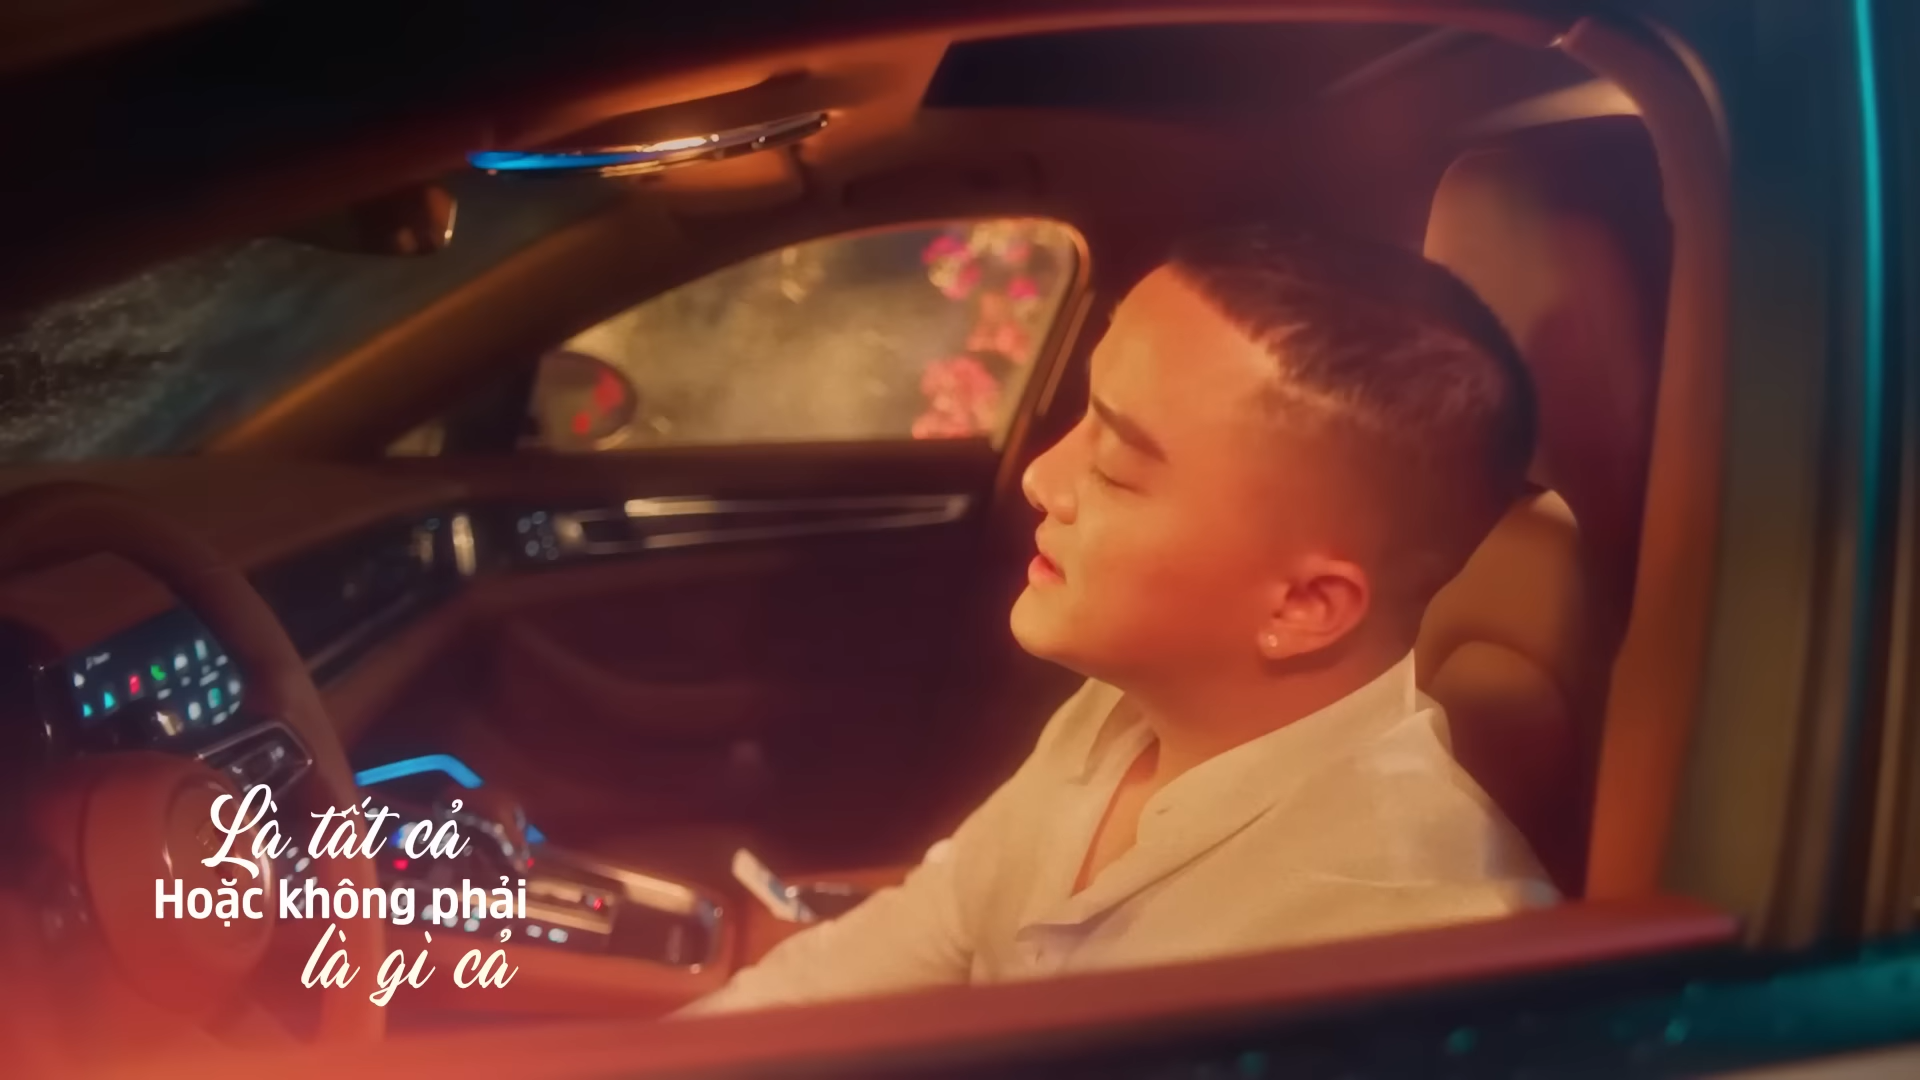 Là tất cả
Hoặc không phải
là gì cả